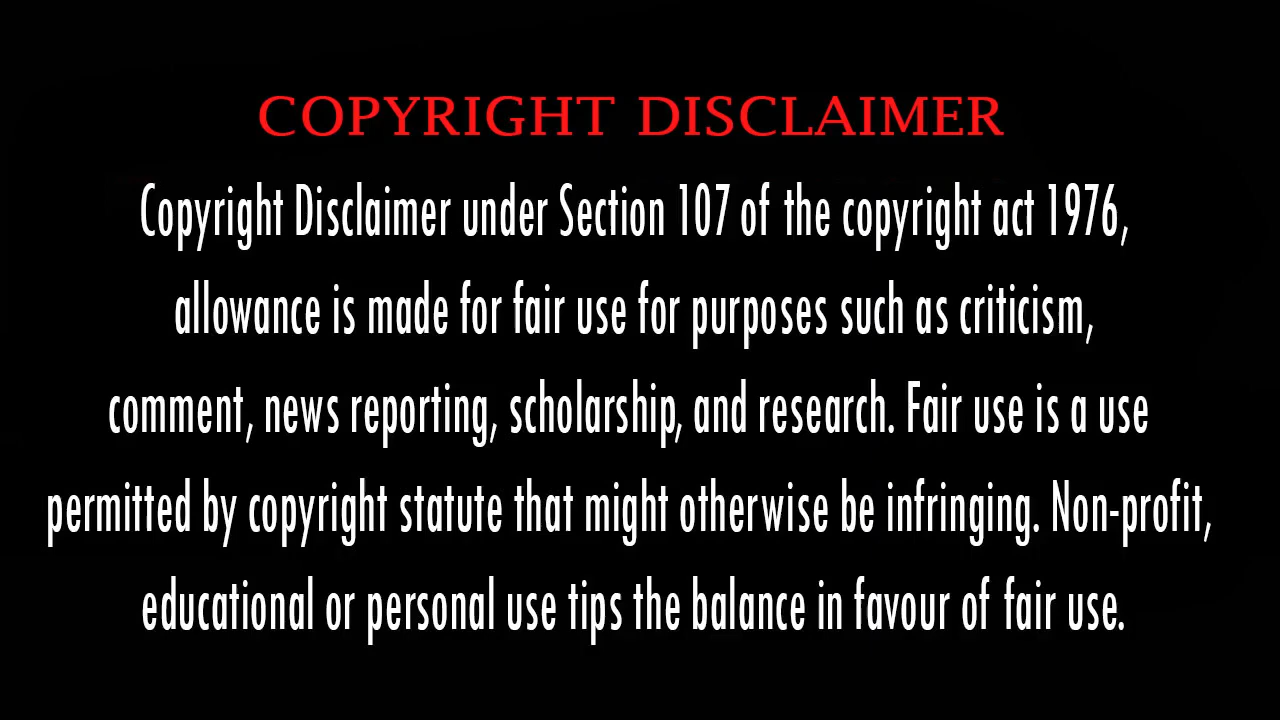 COPYRIGHT DISCLAIMER
Copyright Disclaimer under Section 107 of the copyright act 1976,
allowance is made for fair use for purposes such as criticism,
comment, news reporting, scholarship, and research. Fair use is a use
permitted by copyright statute that might otherwise be infringing. Non-profit,
educational or personal use tips the balance in favour of fair use.